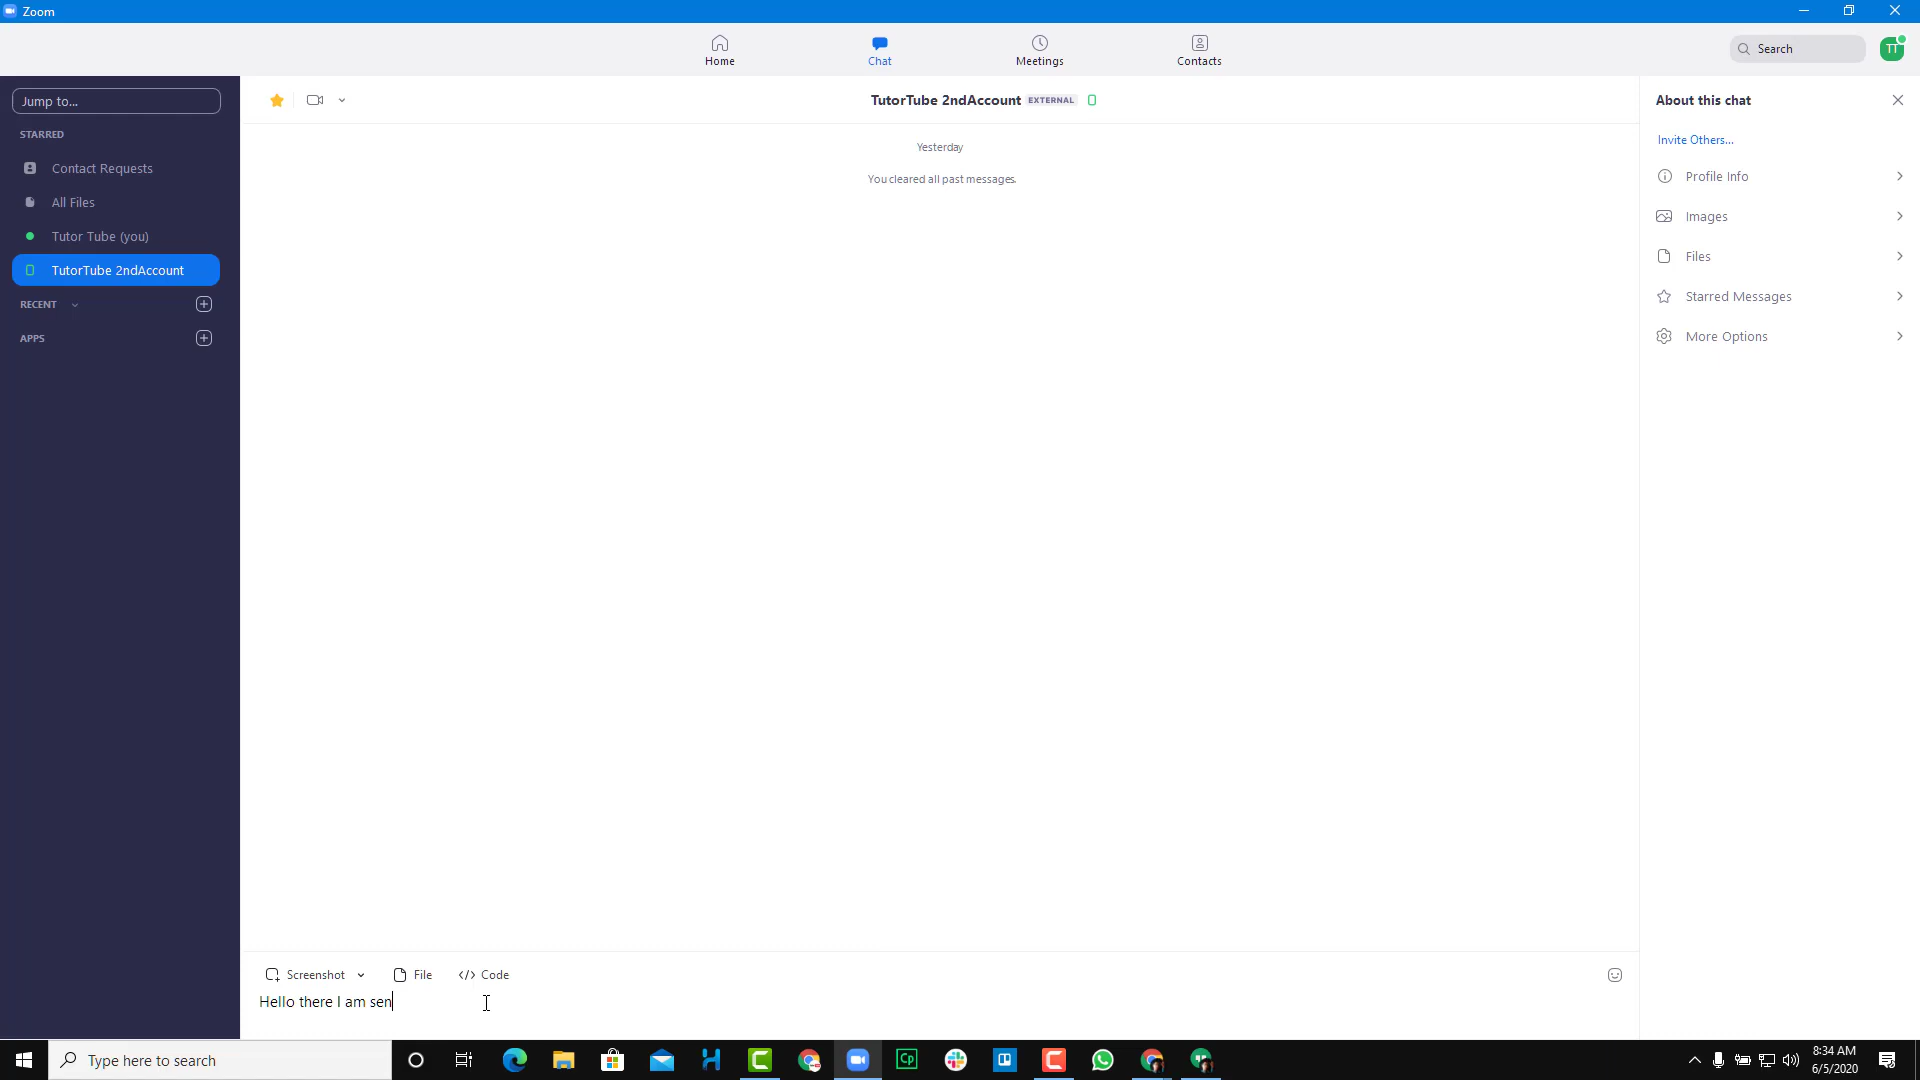 Zoom
Home
Chat
Meetings
Contacts
Search
TT
Jump to...
STARRED
Contact Requests
All Files
Tutor Tube (you)
TutorTube 2ndAccount
RECENT
APPS
TutorTube 2ndAccount EXTERNAL
Yesterday
You cleared all past messages.
About this chat
Invite Others...
Profile Info
Images
Files
Starred Messages
More Options
Screenshot
File
</> Code
Hello there I am sen
Type here to search
Cp
8:34 AM
6/5/2020